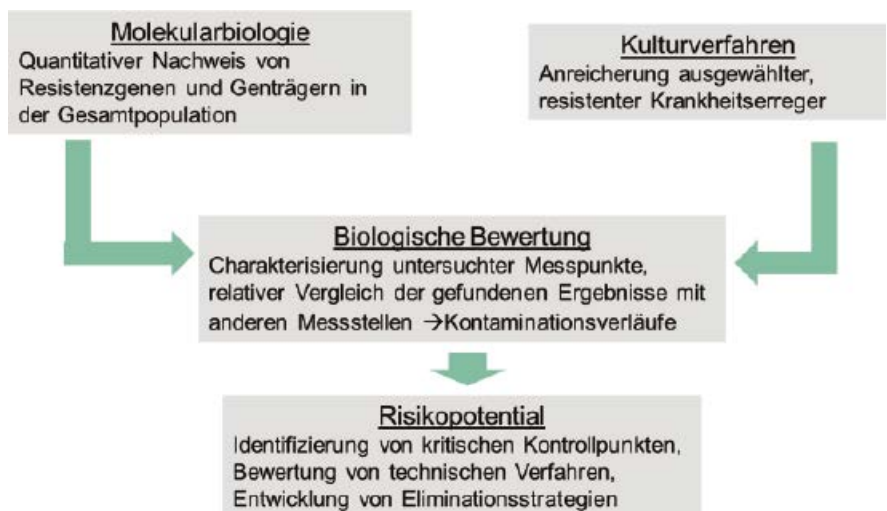 Molekularbiologie
Quantitativer Nachweis von
Resistenzgenen und Genträgern in
der Gesamtpopulation
Kulturverfahren
Anreicherung ausgewählter,
resistenter Krankheitserreger
Biologische Bewertung
Charakterisierung untersuchter Messpunkte,
relativer Vergleich der gefundenen Ergebnisse mit
anderen Messstellen →Kontaminationsverläufe
Risikopotential
Identifizierung von kritischen Kontrollpunkten,
Bewertung von technischen Verfahren,
Entwicklung von Eliminationsstrategien